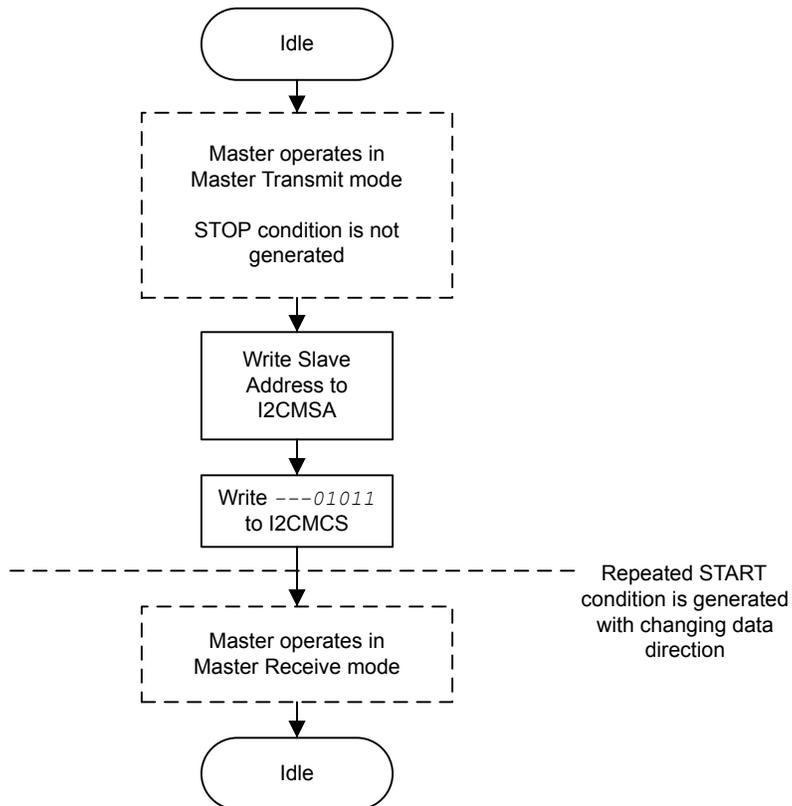 Idle
Master operates in
Master Transmit mode
STOP condition is not
generated
Write Slave
Address to
I2CMSA
Write ---01011
to I2CMCS
Repeated START
condition is generated
with changing data
direction
Master operates in
Master Receive mode
Idle